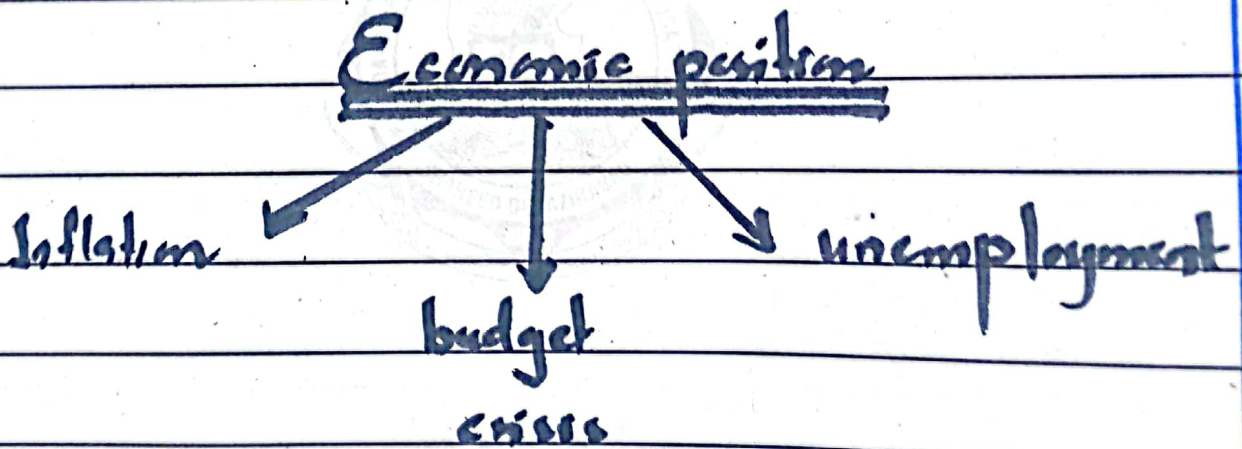 Economic position
Inflation
unemployment
budget
crisis